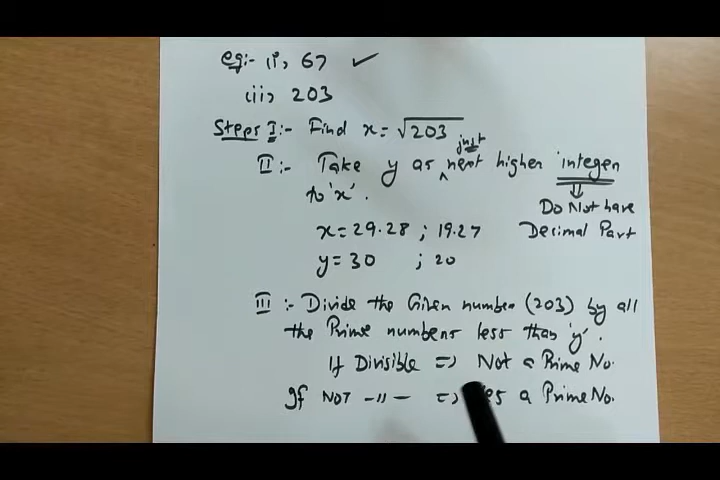 eg:- (i, 67 ✓
(ii, 203
Steps I:- Find x = √203
just
II:- Take y as ^ next higher integer
to 'x'.
Do Not have
x = 29.28 ; 19.27 Decimal Part
y = 30 ; 20
III:- Divide the Given number (203) by all
the Prime numbers less than 'y'.
If Divisible => Not a Prime No.
If NOT -11- => Yes a Prime No.